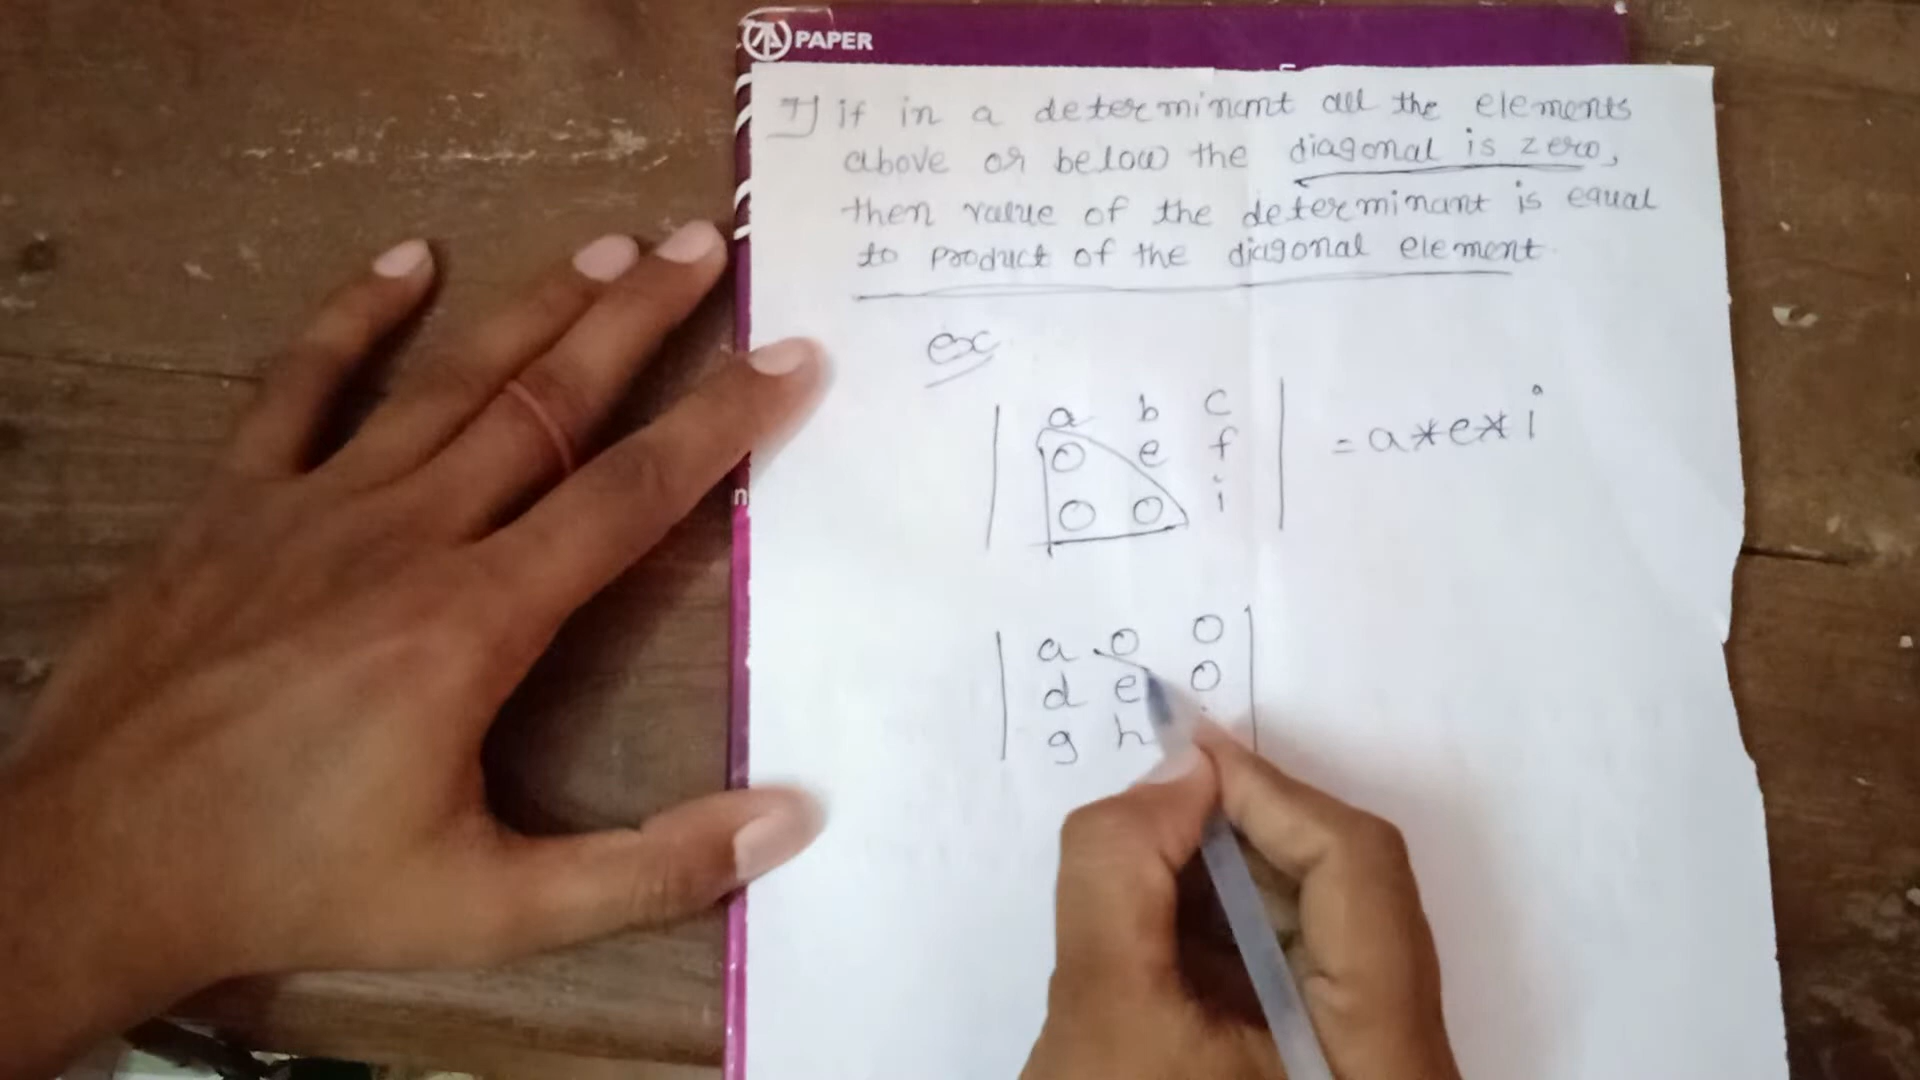 PAPER
7] if in a determinant all the elements
above or below the diagonal is zero,
then value of the determinant is equal
to product of the diagonal element
ex
| a b c |
| 0 e f | = a*e*i
| 0 0 i |
| a 0 0 |
| d e 0 |
| g h |